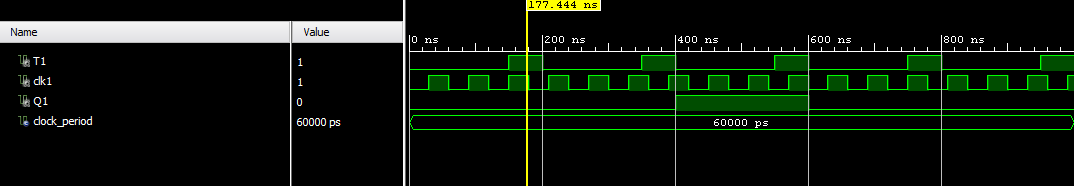 177.444 ns
Name Value
0 ns 200 ns 400 ns 600 ns 800 ns
T1 1
clk1 1
Q1 0
clock_period 60000 ps 60000 ps